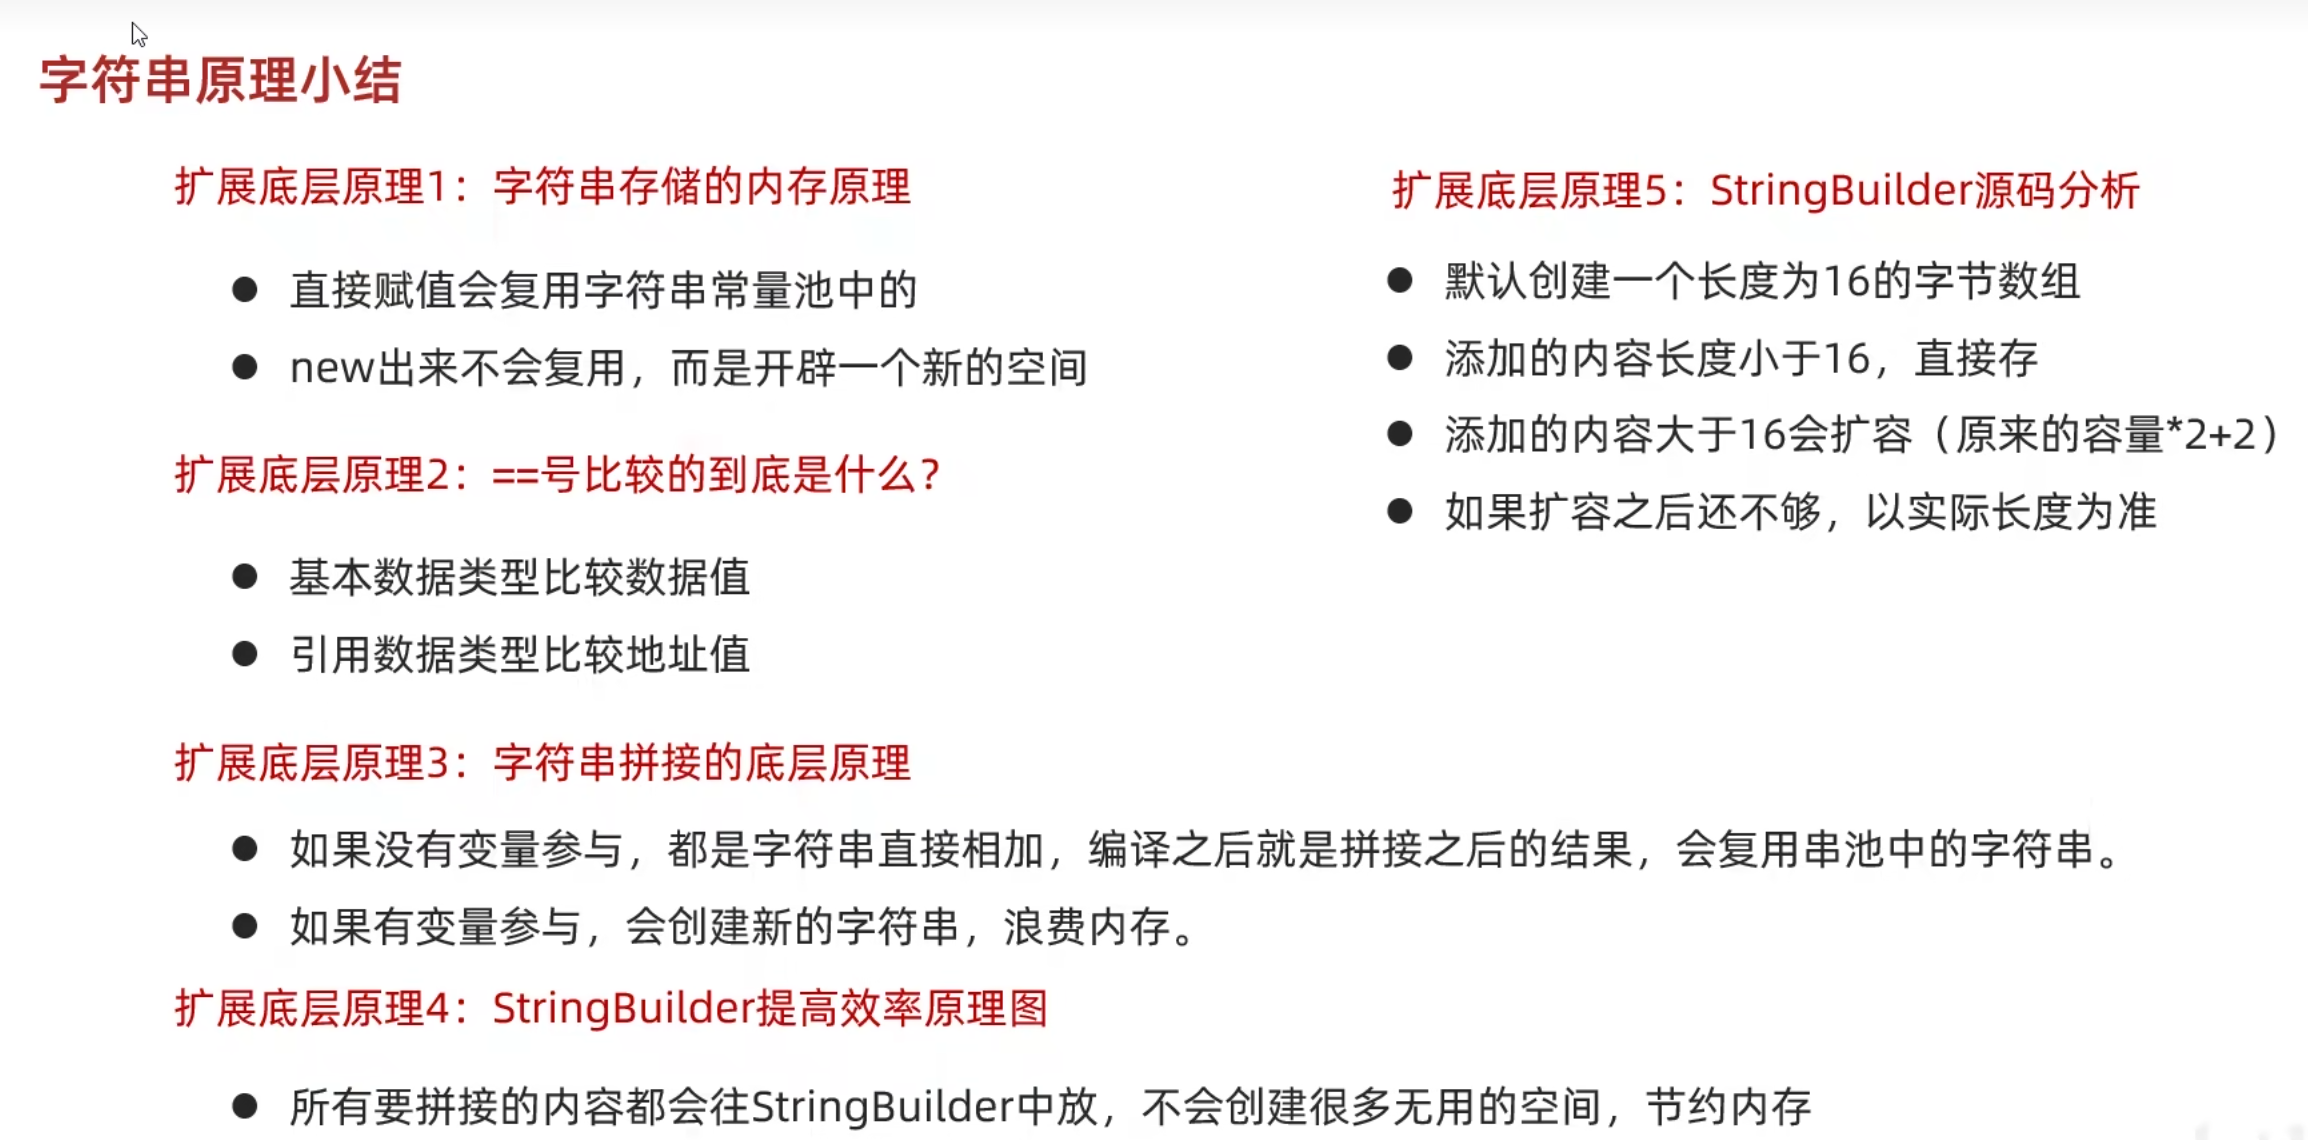 字符串原理小结
扩展底层原理1：字符串存储的内存原理
直接赋值会复用字符串常量池中的
new出来不会复用，而是开辟一个新的空间
扩展底层原理2：==号比较的到底是什么？
基本数据类型比较数据值
引用数据类型比较地址值
扩展底层原理3：字符串拼接的底层原理
如果没有变量参与，都是字符串直接相加，编译之后就是拼接之后的结果，会复用串池中的字符串。
如果有变量参与，会创建新的字符串，浪费内存。
扩展底层原理4：StringBuilder提高效率原理图
所有要拼接的内容都会往StringBuilder中放，不会创建很多无用的空间，节约内存
扩展底层原理5：StringBuilder源码分析
默认创建一个长度为16的字节数组
添加的内容长度小于16，直接存
添加的内容大于16会扩容（原来的容量*2+2）
如果扩容之后还不够，以实际长度为准